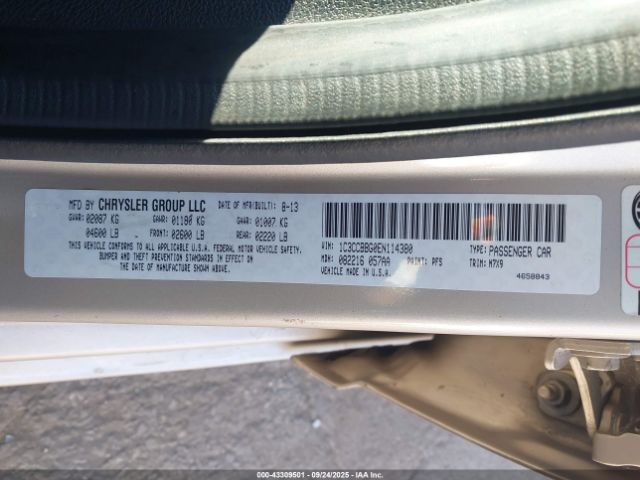 MFD BY CHRYSLER GROUP LLC DATE OF MFR(BUILT): 8-13
GVWR: 02087 KG GAWR: 01180 KG GAWR: 01007 KG
04600 LB FRONT: 02600 LB REAR: 02220 LB
THIS VEHICLE CONFORMS TO ALL APPLICABLE U.S.A. FEDERAL MOTOR VEHICLE SAFETY,
BUMPER AND THEFT PREVENTION STANDARDS IN EFFECT ON
THE DATE OF MANUFACTURE SHOWN ABOVE.
VIN: 1C3CCBBG0EN114380 TYPE: PASSENGER CAR
MDH: 082216 057AA PAINT: PFS TRIM: M7X9
VEHICLE MADE IN U.S.A. 4658843
IAA
© - 43309501 - 09/24/2025 - IAAI.COM